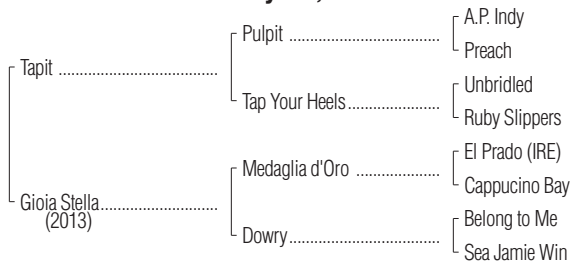 Pulpit
A.P. Indy
Preach
Tapit
Tap Your Heels
Unbridled
Ruby Slippers
Medaglia d'Oro
El Prado (IRE)
Cappucino Bay
Gioia Stella
(2013)
Dowry
Belong to Me
Sea Jamie Win